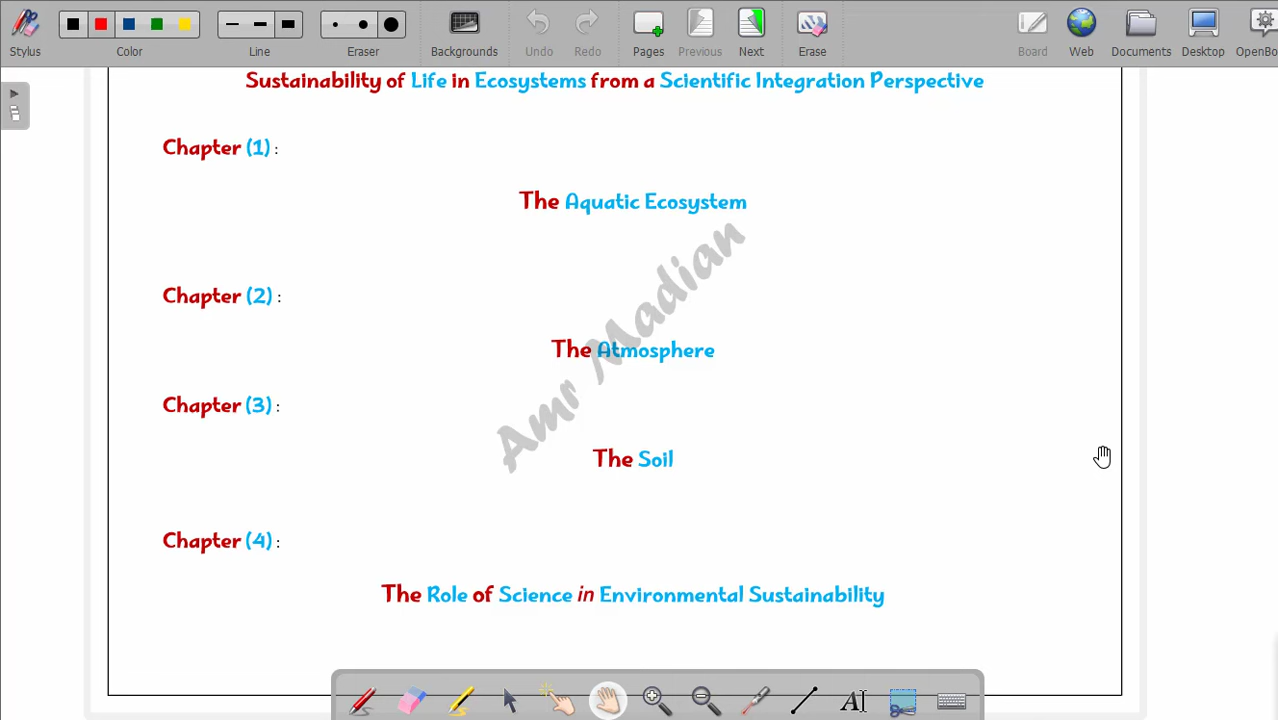 Stylus
Color
Line
Eraser
Backgrounds
Undo
Redo
Pages
Previous
Next
Erase
Board
Web
Documents
Desktop
OpenBo
Sustainability of Life in Ecosystems from a Scientific Integration Perspective
Chapter (1) :
The Aquatic Ecosystem
Chapter (2) :
The Atmosphere
Chapter (3) :
The Soil
Chapter (4) :
The Role of Science in Environmental Sustainability
Amr Madian
AI